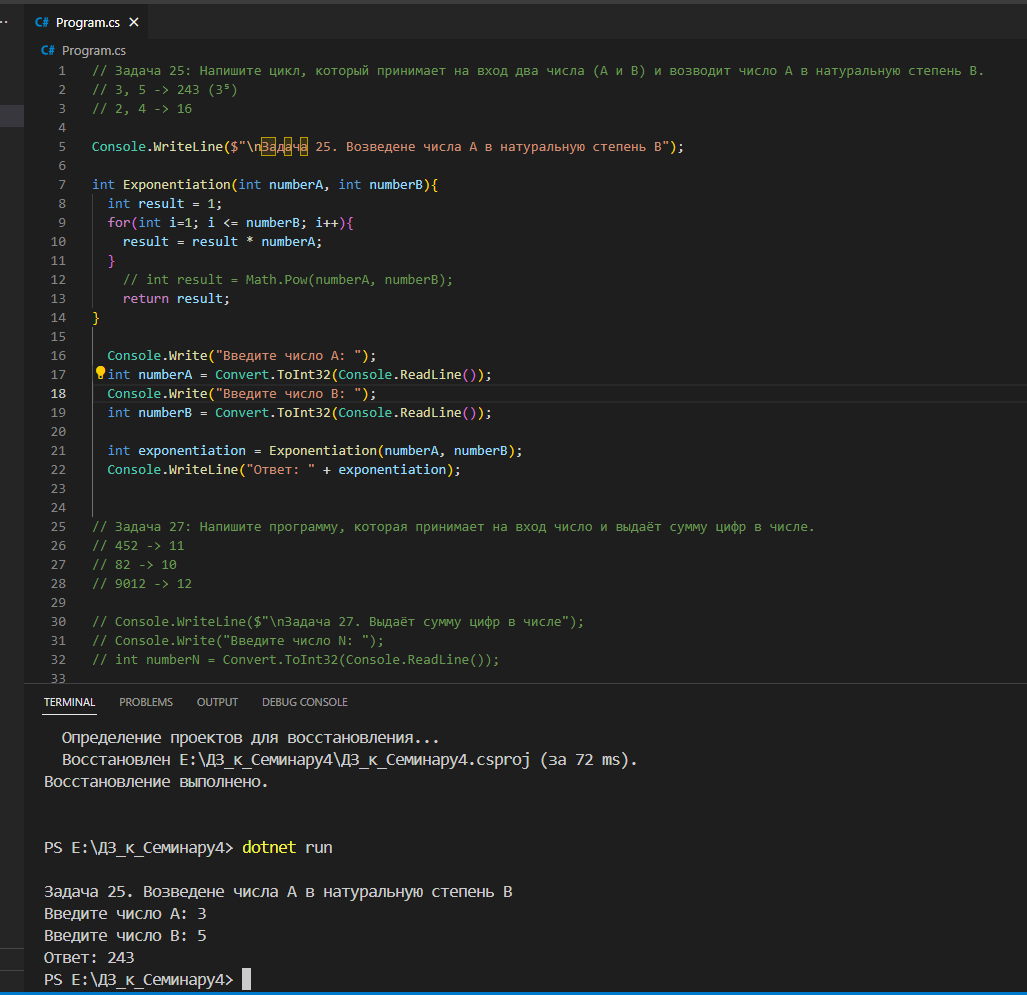 C# Program.cs ×
C# Program.cs
1 // Задача 25: Напишите цикл, который принимает на вход два числа (A и B) и возводит число A в натуральную степень B.
2 // 3, 5 -> 243 (3⁵)
3 // 2, 4 -> 16
4
5 Console.WriteLine($"\nЗадача 25. Возведене числа A в натуральную степень B");
6
7 int Exponentiation(int numberA, int numberB){
8   int result = 1;
9   for(int i=1; i <= numberB; i++){
10     result = result * numberA;
11   }
12     // int result = Math.Pow(numberA, numberB);
13     return result;
14 }
15
16   Console.Write("Введите число A: ");
17   int numberA = Convert.ToInt32(Console.ReadLine());
18   Console.Write("Введите число B: ");
19   int numberB = Convert.ToInt32(Console.ReadLine());
20
21   int exponentiation = Exponentiation(numberA, numberB);
22   Console.WriteLine("Ответ: " + exponentiation);
23
24
25 // Задача 27: Напишите программу, которая принимает на вход число и выдаёт сумму цифр в числе.
26 // 452 -> 11
27 // 82 -> 10
28 // 9012 -> 12
29
30 // Console.WriteLine($"\nЗадача 27. Выдаёт сумму цифр в числе");
31 // Console.Write("Введите число N: ");
32 // int numberN = Convert.ToInt32(Console.ReadLine());
33
TERMINAL PROBLEMS OUTPUT DEBUG CONSOLE
Определение проектов для восстановления...
Восстановлен E:\ДЗ_к_Семинару4\ДЗ_к_Семинару4.csproj (за 72 ms).
Восстановление выполнено.
PS E:\ДЗ_к_Семинару4> dotnet run
Задача 25. Возведене числа A в натуральную степень B
Введите число A: 3
Введите число B: 5
Ответ: 243
PS E:\ДЗ_к_Семинару4>